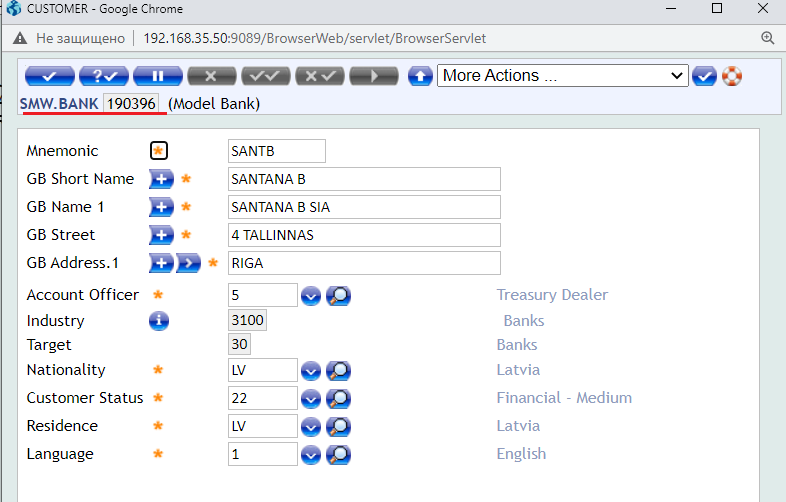 CUSTOMER - Google Chrome
Не защищено 192.168.35.50:9089/BrowserWeb/servlet/BrowserServlet
More Actions ...
SMW.BANK 190396 (Model Bank)
Mnemonic SANTB
GB Short Name SANTANA B
GB Name 1 SANTANA B SIA
GB Street 4 TALLINNAS
GB Address.1 RIGA
Account Officer 5 Treasury Dealer
Industry 3100 Banks
Target 30 Banks
Nationality LV Latvia
Customer Status 22 Financial - Medium
Residence LV Latvia
Language 1 English